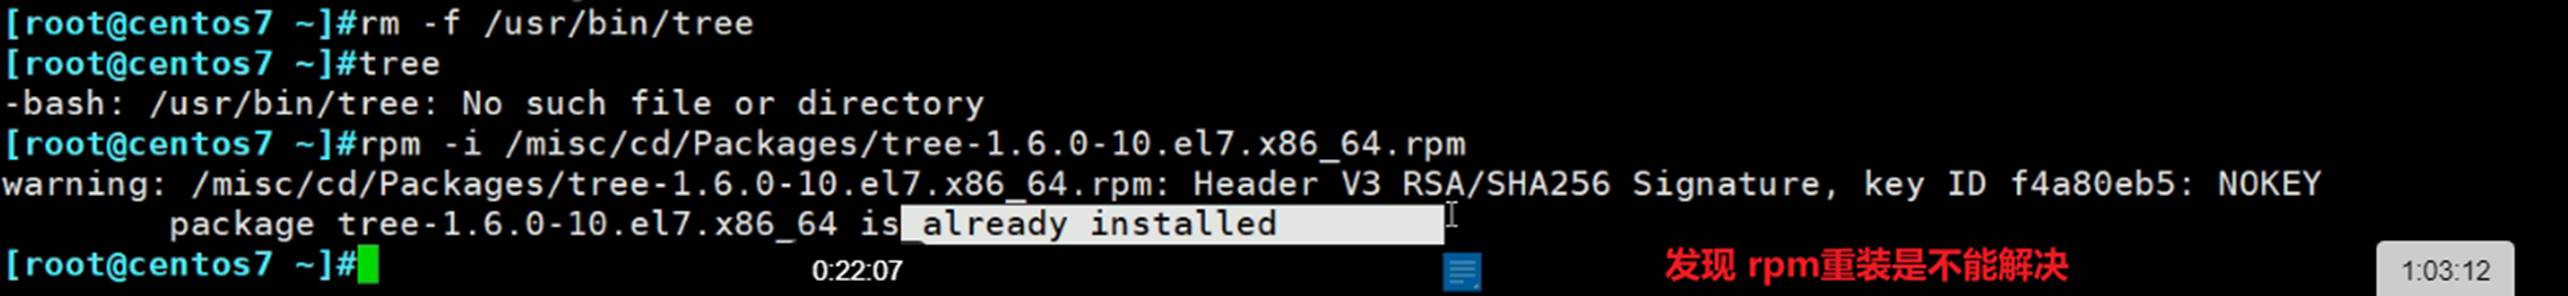 [root@centos7 ~]#rm -f /usr/bin/tree
[root@centos7 ~]#tree
-bash: /usr/bin/tree: No such file or directory
[root@centos7 ~]#rpm -i /misc/cd/Packages/tree-1.6.0-10.el7.x86_64.rpm
warning: /misc/cd/Packages/tree-1.6.0-10.el7.x86_64.rpm: Header V3 RSA/SHA256 Signature, key ID f4a80eb5: NOKEY
package tree-1.6.0-10.el7.x86_64 is already installed
[root@centos7 ~]#
0:22:07
发现 rpm重装是不能解决
1:03:12